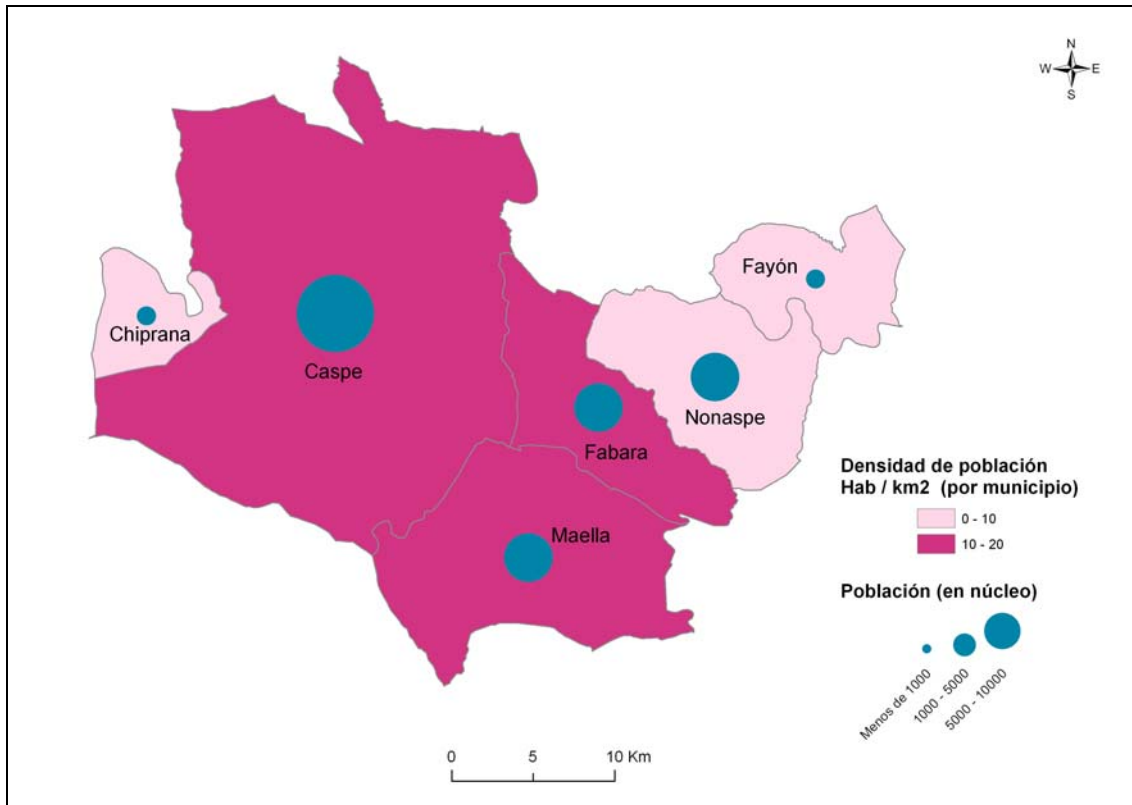 N
W E
S
Fayón
Chiprana
Caspe
Nonaspe
Fabara
Maella
Densidad de población
Hab / km2 (por municipio)
0 - 10
10 - 20
Población (en núcleo)
Menos de 1000
1000 - 5000
5000 - 10000
0 5 10 Km